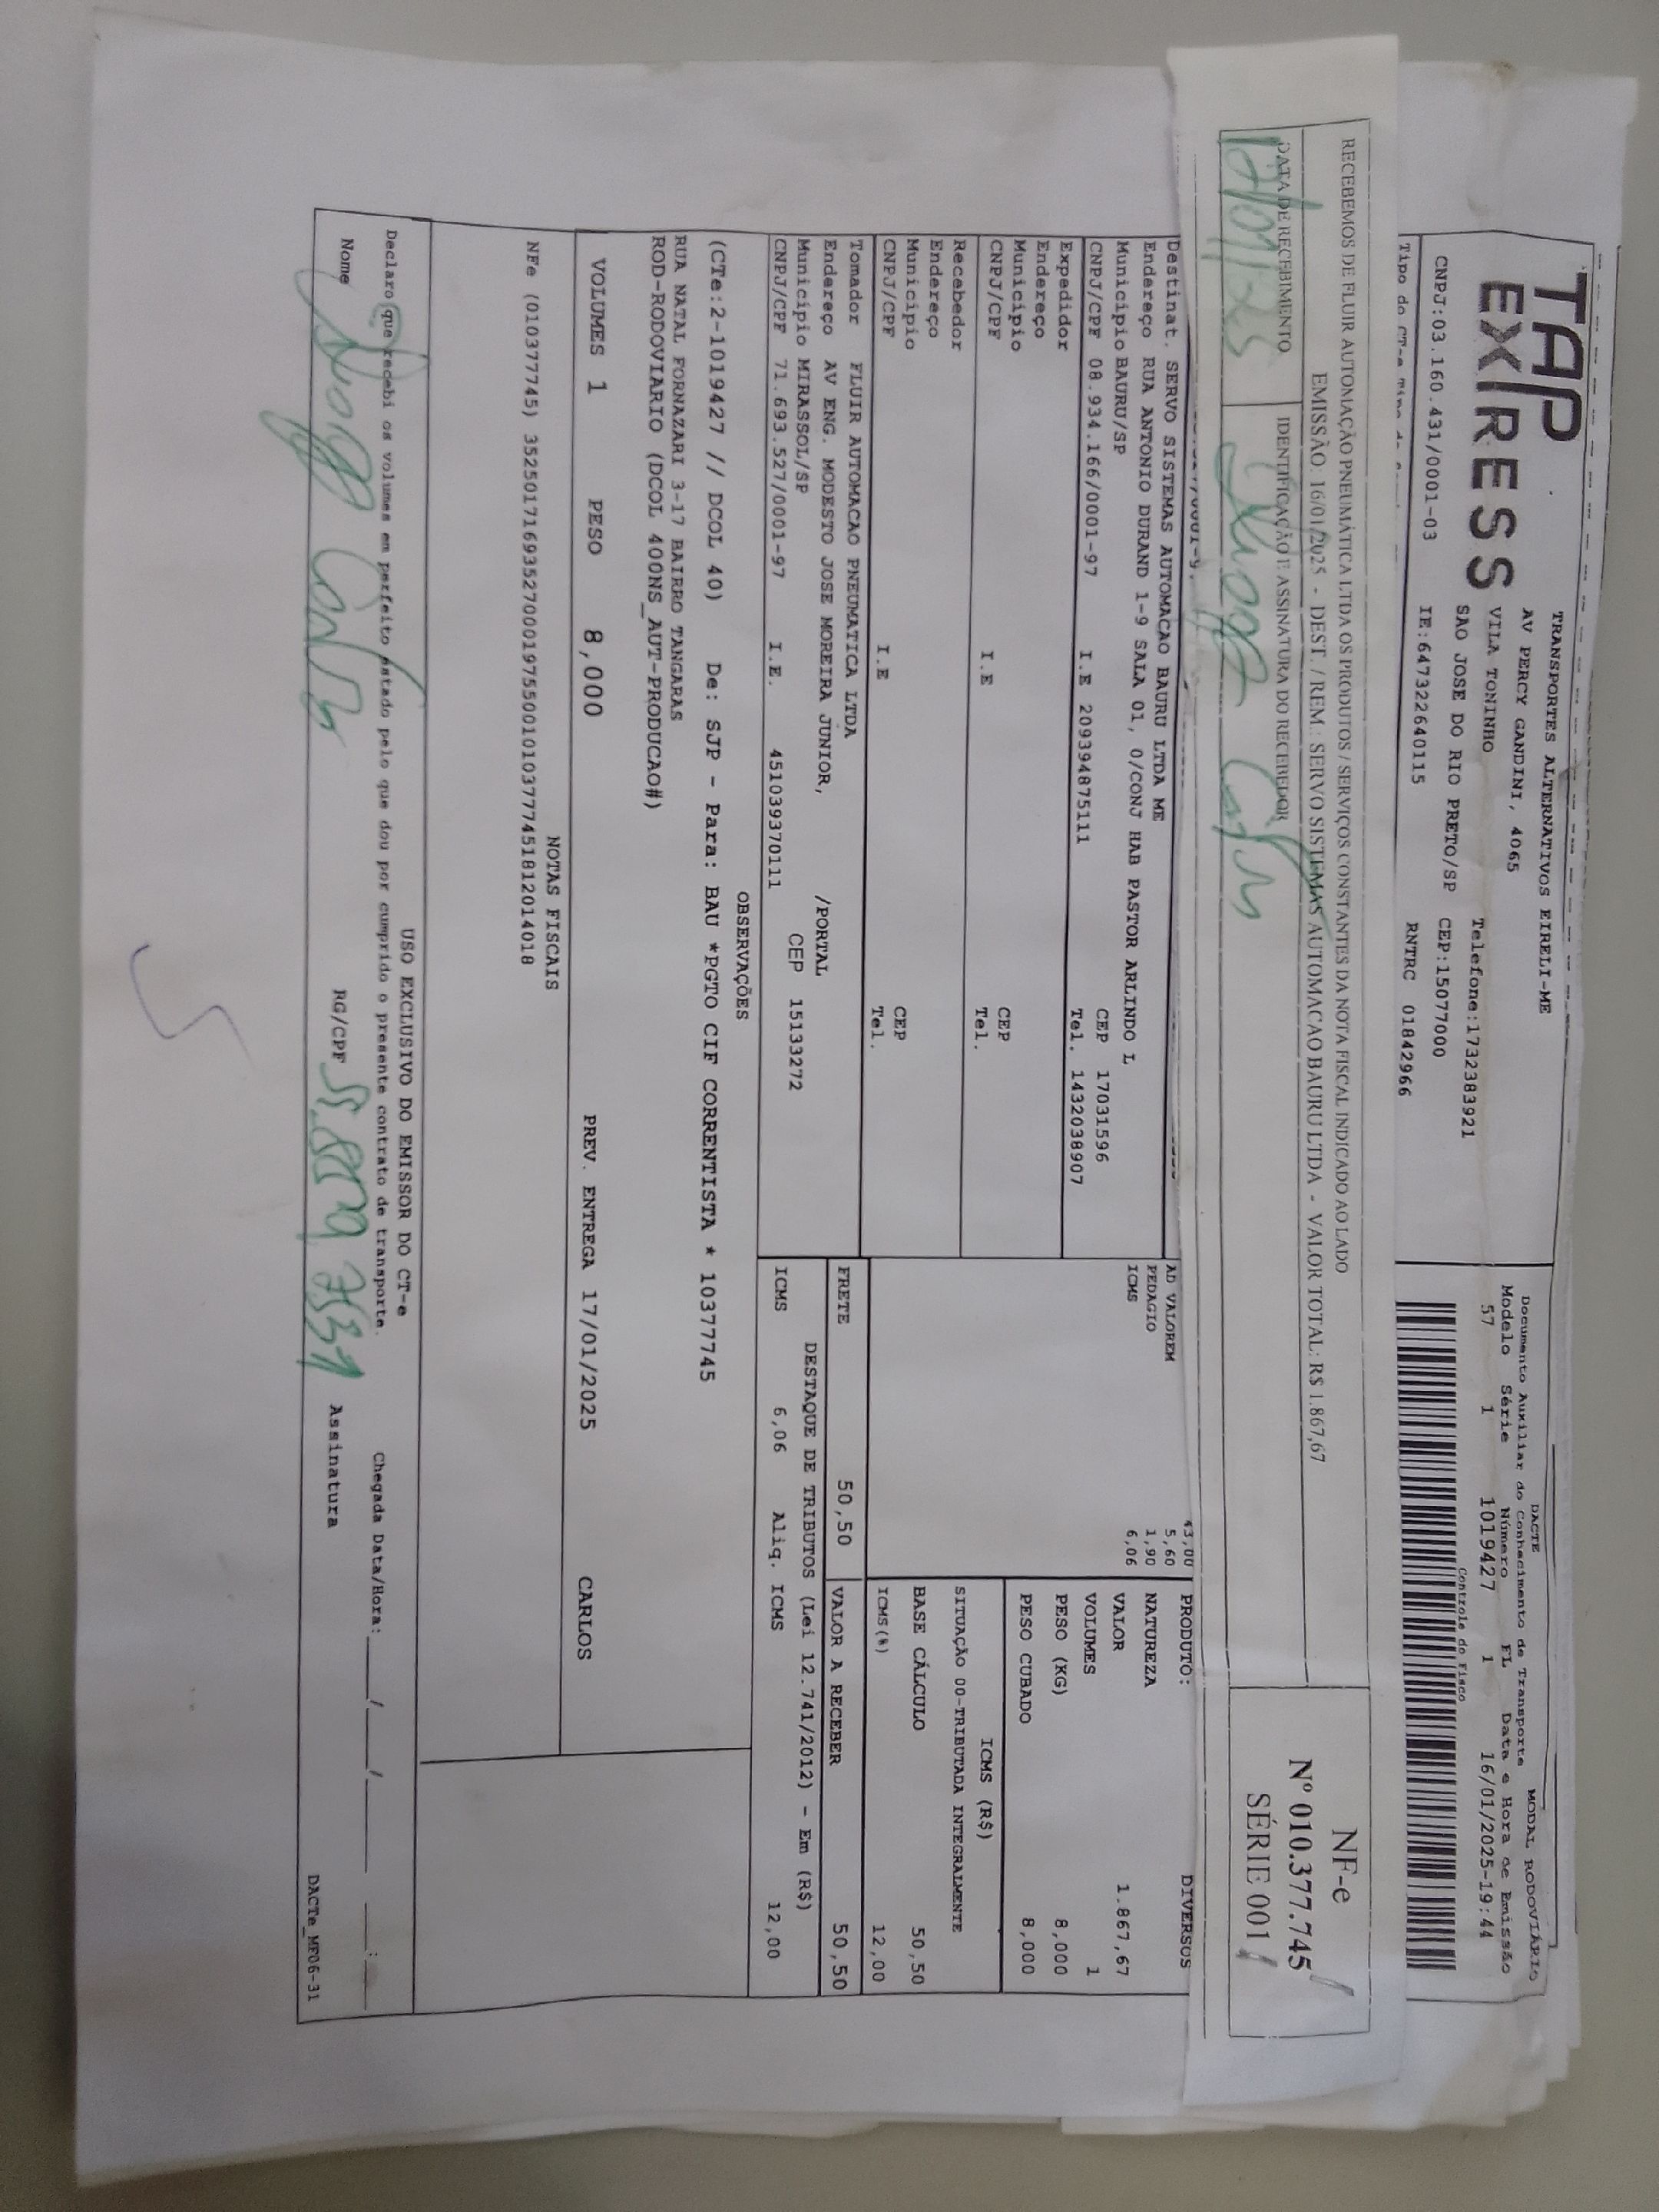 TAP
EXPRESS
TRANSPORTES ALTERNATIVOS EIRELI-ME
AV PERCY GANDINI, 4065
VILA TONINHO
SAO JOSE DO RIO PRETO/SP
Telefone:1732383921
CEP:15077000
CNPJ:03.160.431/0001-03 IE:647322640115 RNTRC 01842966
DACTE MODAL RODOVIÁRIO
Documento Auxiliar do Conhecimento de Transporte
Modelo Série Número FL Data e Hora de Emissão
57 1 1019427 1 16/01/2025-19:44
Controle do Fisco
Tipo do CT-e
RECEBEMOS DE FLUIR AUTOMAÇÃO PNEUMÁTICA LTDA OS PRODUTOS / SERVIÇOS CONSTANTES DA NOTA FISCAL INDICADO AO LADO
EMISSÃO: 16/01/2025 - DEST. / REM.: SERVO SISTEMAS AUTOMACAO BAURU LTDA - VALOR TOTAL: R$ 1.867,67
DATA DE RECEBIMENTO IDENTIFICAÇÃO E ASSINATURA DO RECEBEDOR
NF-e
Nº 010.377.745
SÉRIE 001
Destinat. SERVO SISTEMAS AUTOMACAO BAURU LTDA ME
Endereço RUA ANTONIO DURAND 1-9 SALA 01, 0/CONJ HAB PASTOR ARLINDO L
Municipio BAURU/SP CEP 17031596
CNPJ/CPF 08.934.166/0001-97 I.E 209394875111 Tel. 1432038907
Expedidor
Endereço
Municipio CEP
CNPJ/CPF I.E Tel.
Recebedor
Endereço
Municipio CEP
CNPJ/CPF I.E Tel.
Tomador FLUIR AUTOMACAO PNEUMATICA LTDA
Endereço AV ENG. MODESTO JOSE MOREIRA JUNIOR, /PORTAL
Municipio MIRASSOL/SP CEP 15133272
CNPJ/CPF 71.693.527/0001-97 I.E. 451039370111
43,00
AD VALOREM 5,60
PEDAGIO 1,90
ICMS 6,06
PRODUTO: DIVERSOS
NATUREZA
VALOR 1.867,67
VOLUMES 1
PESO (KG) 8,000
PESO CUBADO 8,000
ICMS (R$)
SITUAÇÃO 00-TRIBUTADA INTEGRALMENTE
BASE CÁLCULO 50,50
ICMS(%) 12,00
FRETE 50,50 VALOR A RECEBER 50,50
DESTAQUE DE TRIBUTOS (Lei 12.741/2012) - Em (R$)
ICMS 6,06 Aliq. ICMS 12,00
OBSERVAÇÕES
(CTe:2-1019427 // DCOL 40) De: SJP - Para: BAU *PGTO CIF CORRENTISTA * 10377745
RUA NATAL FORNAZARI 3-17 BAIRRO TANGARAS
ROD-RODOVIARIO (DCOL 400NS_AUT-PRODUCAO#)
VOLUMES 1 PESO 8,000 PREV. ENTREGA 17/01/2025 CARLOS
NOTAS FISCAIS
NFe (010377745) 35250171693527000197550010103777451812014018
USO EXCLUSIVO DO EMISSOR DO CT-e
Declaro que recebi os volumes em perfeito estado pelo que dou por cumprido o presente contrato de transporte. Chegada Data/Hora:___/___/______ ___:___
Nome RG/CPF Assinatura
DACTe_MF06-31